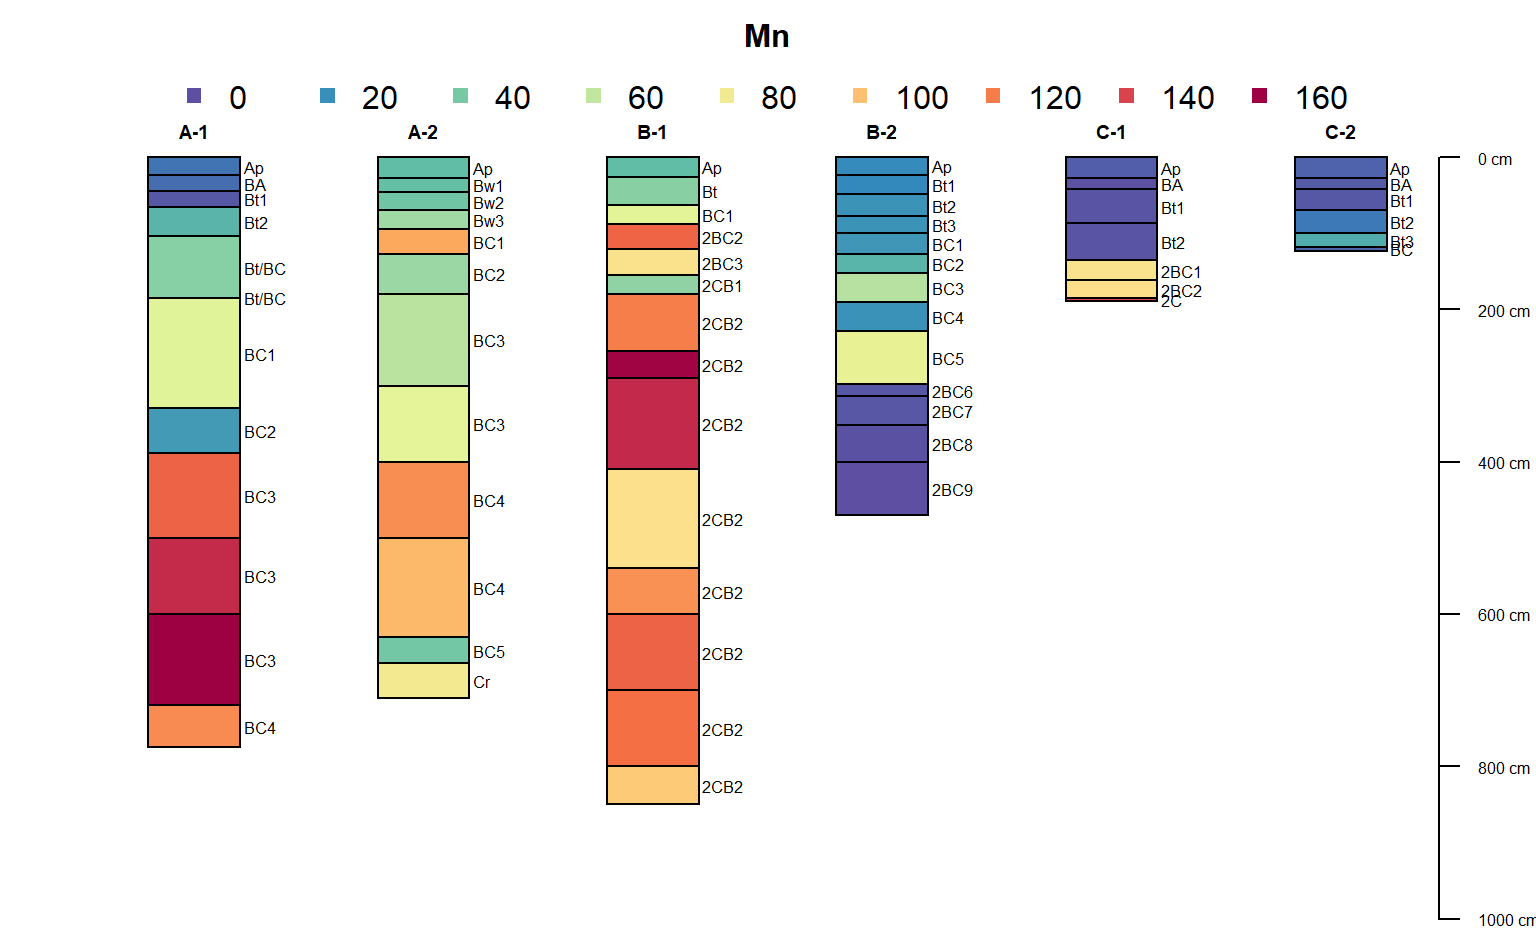 Mn
0 20 40 60 80 100 120 140 160
A-1 A-2 B-1 B-2 C-1 C-2
Ap
BA
Bt1
Bt2
Bt/BC
Bt/BC
BC1
BC2
BC3
BC3
BC3
BC4
Ap
Bw1
Bw2
Bw3
BC1
BC2
BC3
BC3
BC4
BC4
BC5
Cr
Ap
Bt
BC1
2BC2
2BC3
2CB1
2CB2
2CB2
2CB2
2CB2
2CB2
2CB2
2CB2
2CB2
Ap
Bt1
Bt2
Bt3
BC1
BC2
BC3
BC4
BC5
2BC6
2BC7
2BC8
2BC9
Ap
BA
Bt1
Bt2
2BC1
2BC2
2C
Ap
BA
Bt1
Bt2
Bt3
BC
0 cm
200 cm
400 cm
600 cm
800 cm
1000 cm